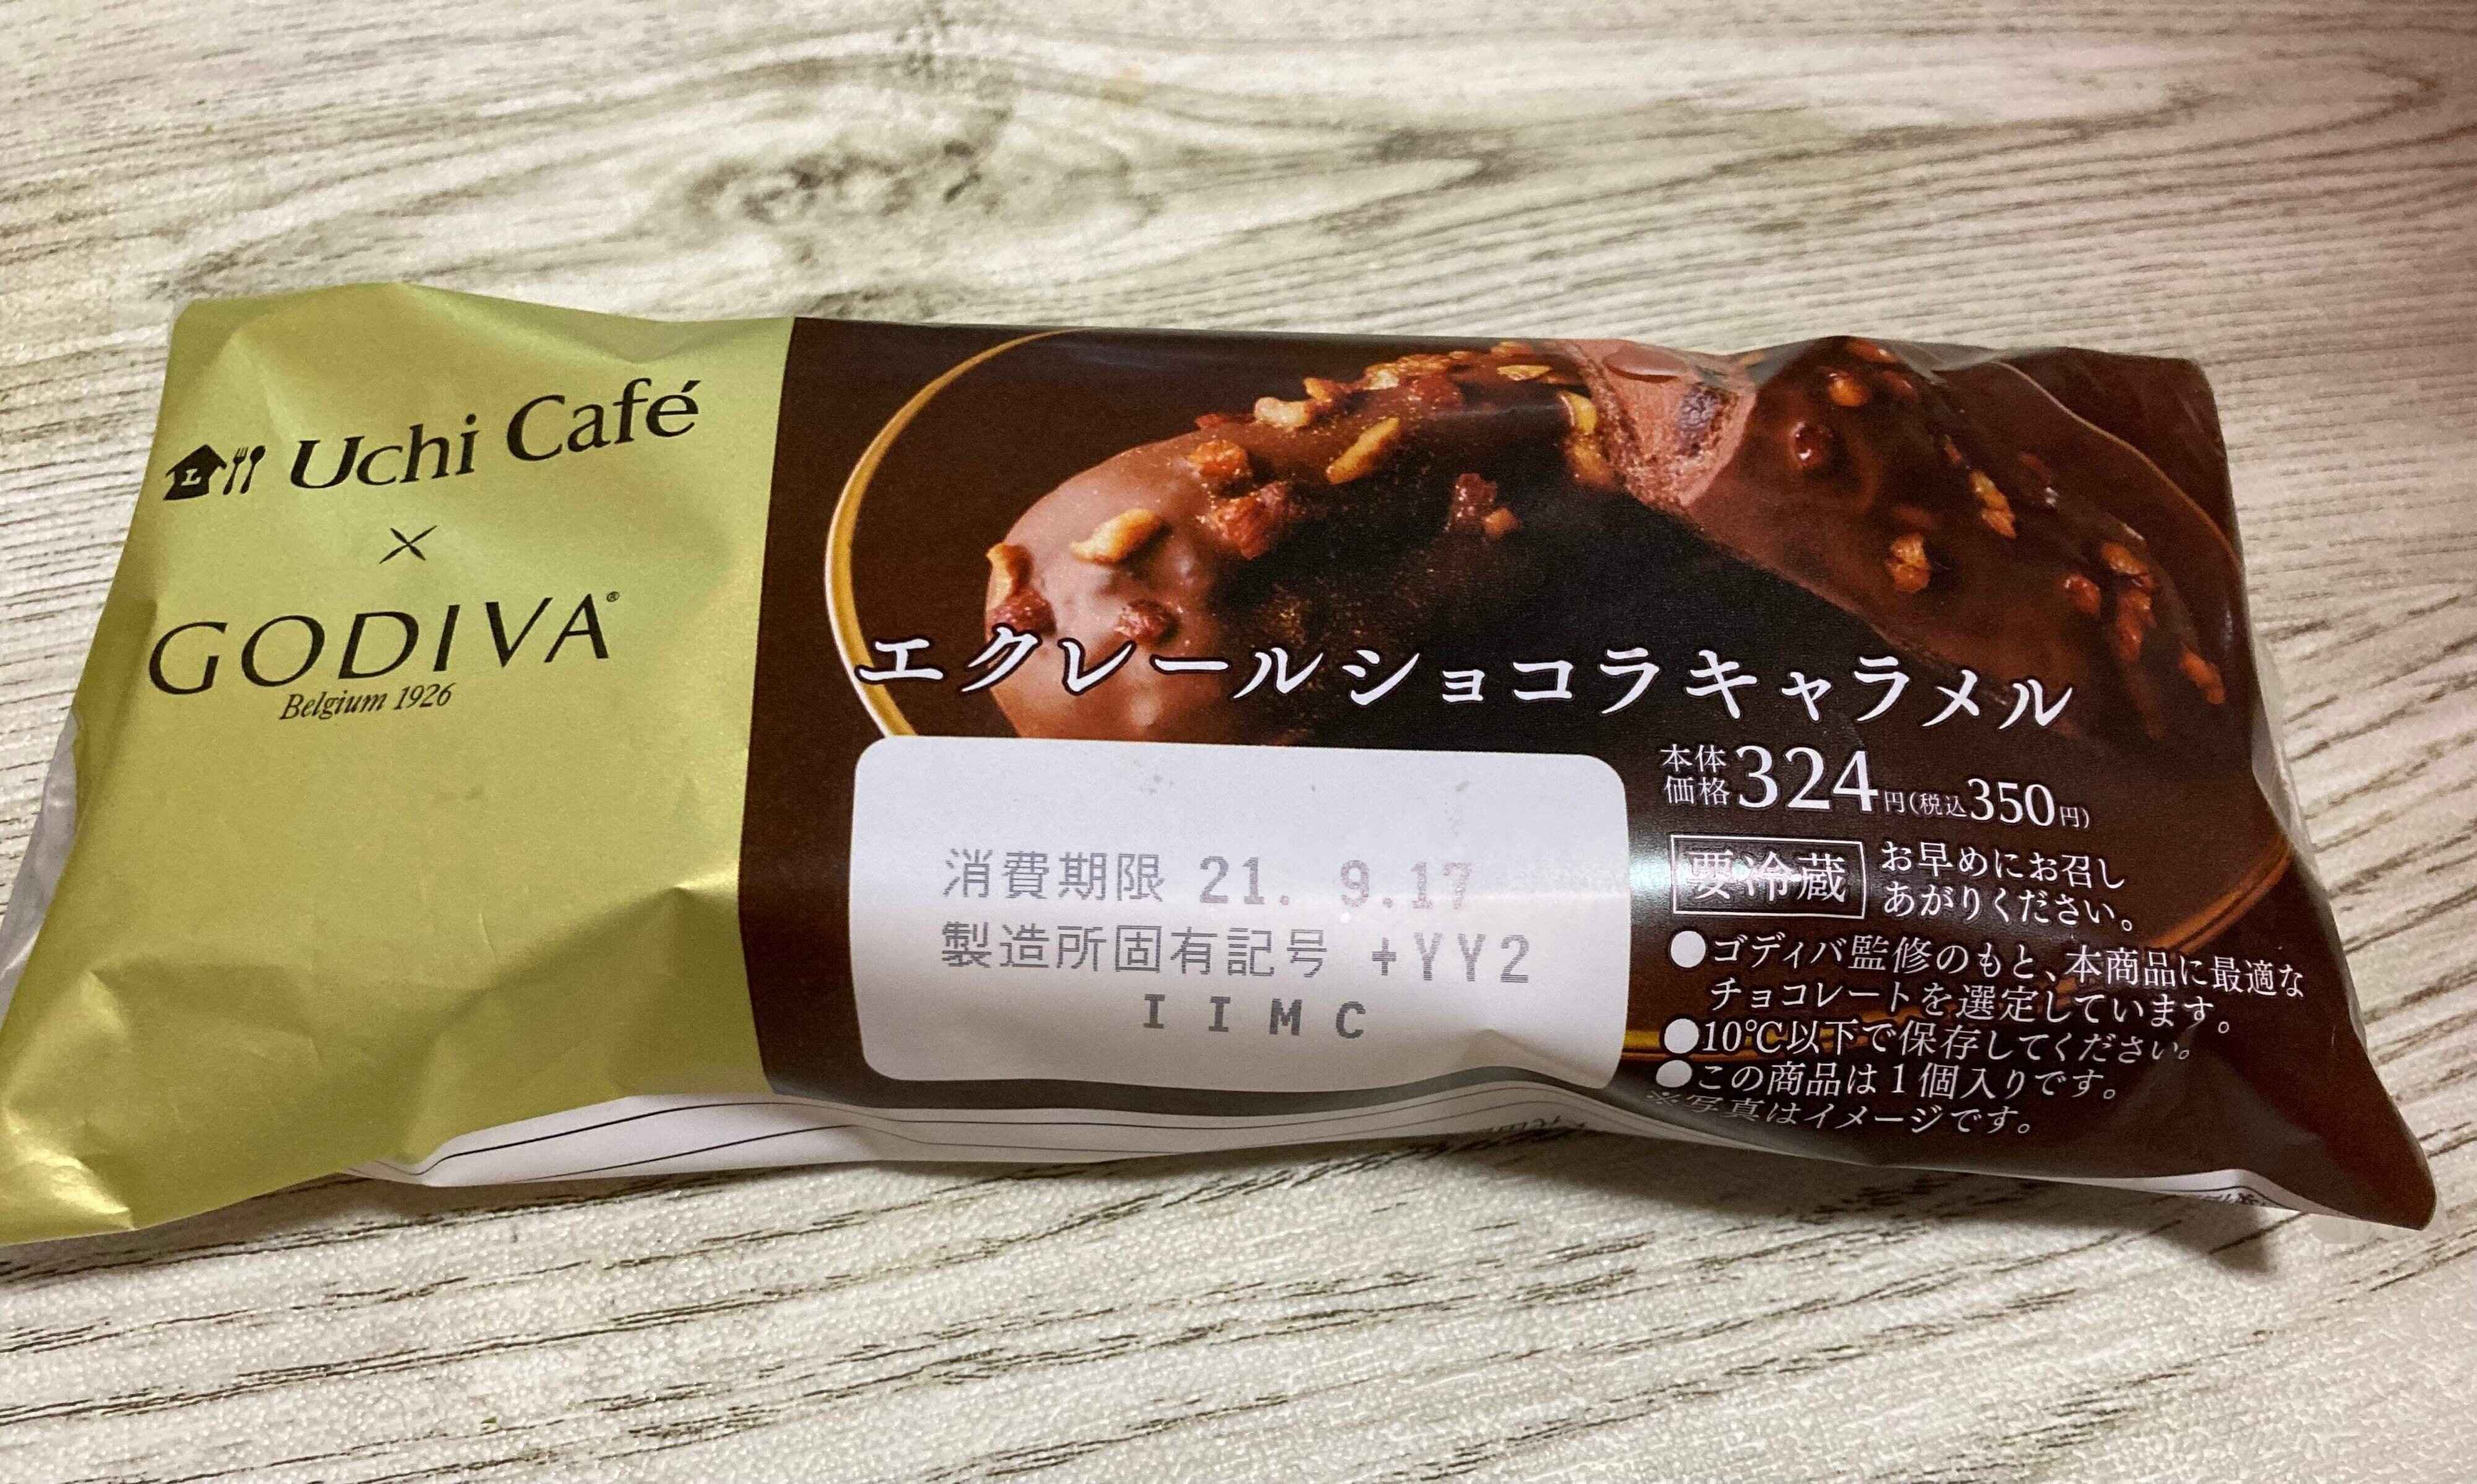 Uchi Café
×
GODIVA®
Belgium 1926
エクレールショコラキャラメル
本体価格324円(税込350円)
要冷蔵
お早めにお召し
あがりください。
●ゴディバ監修のもと、本商品に最適な
チョコレートを選定しています。
●10℃以下で保存してください。
●この商品は1個入りです。
※写真はイメージです。
消費期限 21. 9.17
製造所固有記号 +YY2
IIMC